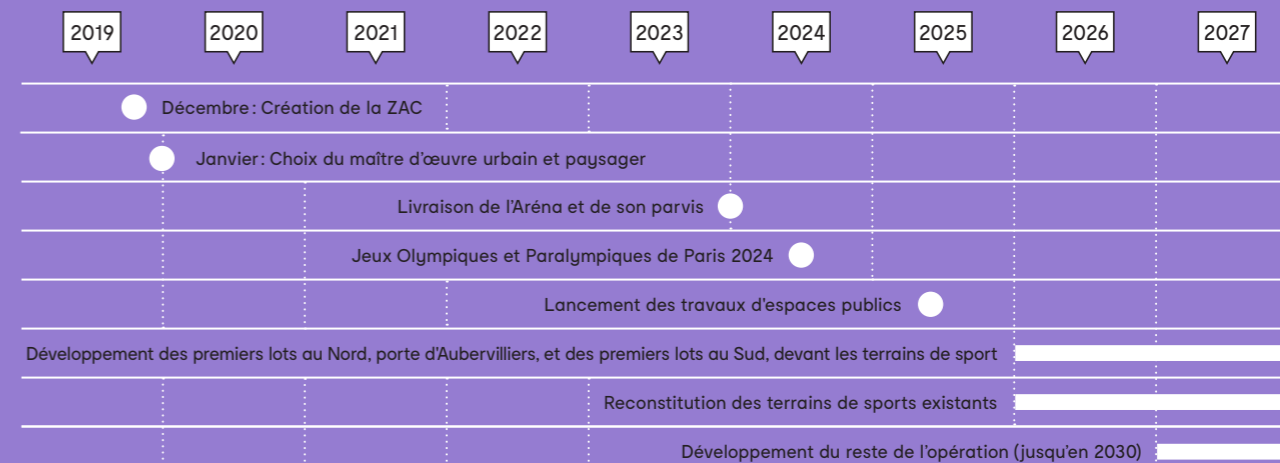 2019 2020 2021 2022 2023 2024 2025 2026 2027
Décembre : Création de la ZAC
Janvier : Choix du maître d’œuvre urbain et paysager
Livraison de l’Aréna et de son parvis
Jeux Olympiques et Paralympiques de Paris 2024
Lancement des travaux d’espaces publics
Développement des premiers lots au Nord, porte d’Aubervilliers, et des premiers lots au Sud, devant les terrains de sport
Reconstitution des terrains de sports existants
Développement du reste de l’opération (jusqu’en 2030)